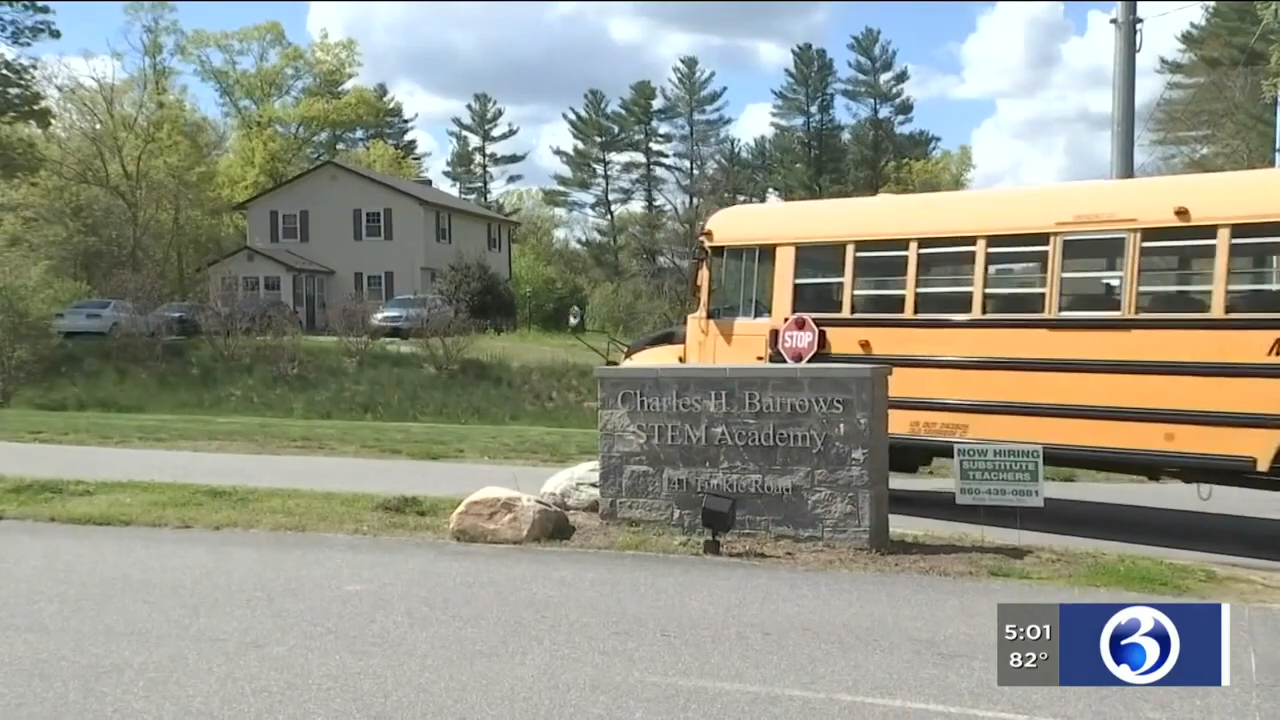 STOP
Charles H. Barrows
STEM Academy
141 Tuckie Road
NOW HIRING
SUBSTITUTE
TEACHERS
860-439-0881
5:01
82°
3